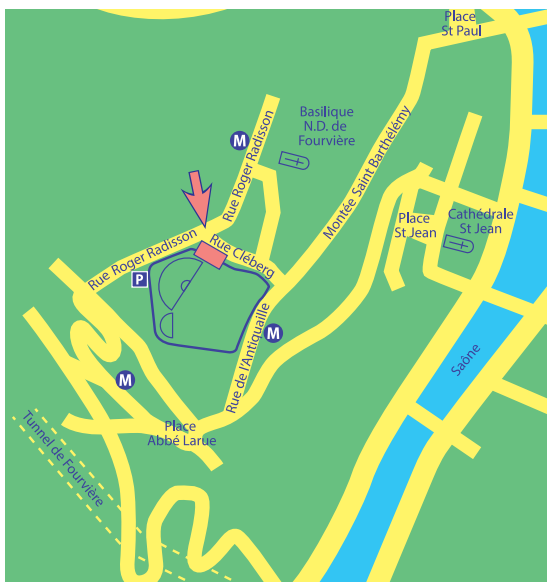 Place
St Paul
Basilique
N.D. de
Fourvière
M
Rue Roger Radisson
Montée Saint Barthélémy
Place
St Jean
Cathédrale
St Jean
Rue Roger Radisson
Rue Cléberg
P
M
Rue de l'Antiquaille
Saône
M
Place
Abbé Larue
Tunnel de Fourvière